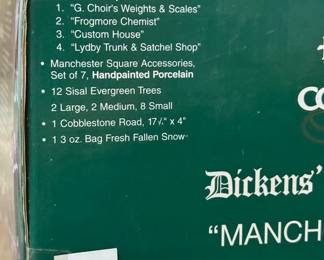 1. "G. Choir's Weights & Scales"
2. "Frogmore Chemist"
3. "Custom House"
4. "Lydby Trunk & Satchel Shop"
• Manchester Square Accessories,
Set of 7, Handpainted Porcelain
• 12 Sisal Evergreen Trees
2 Large, 2 Medium, 8 Small
• 1 Cobblestone Road, 17½" x 4"
• 1 3 oz. Bag Fresh Fallen Snow™
Dickens'
"MANCH